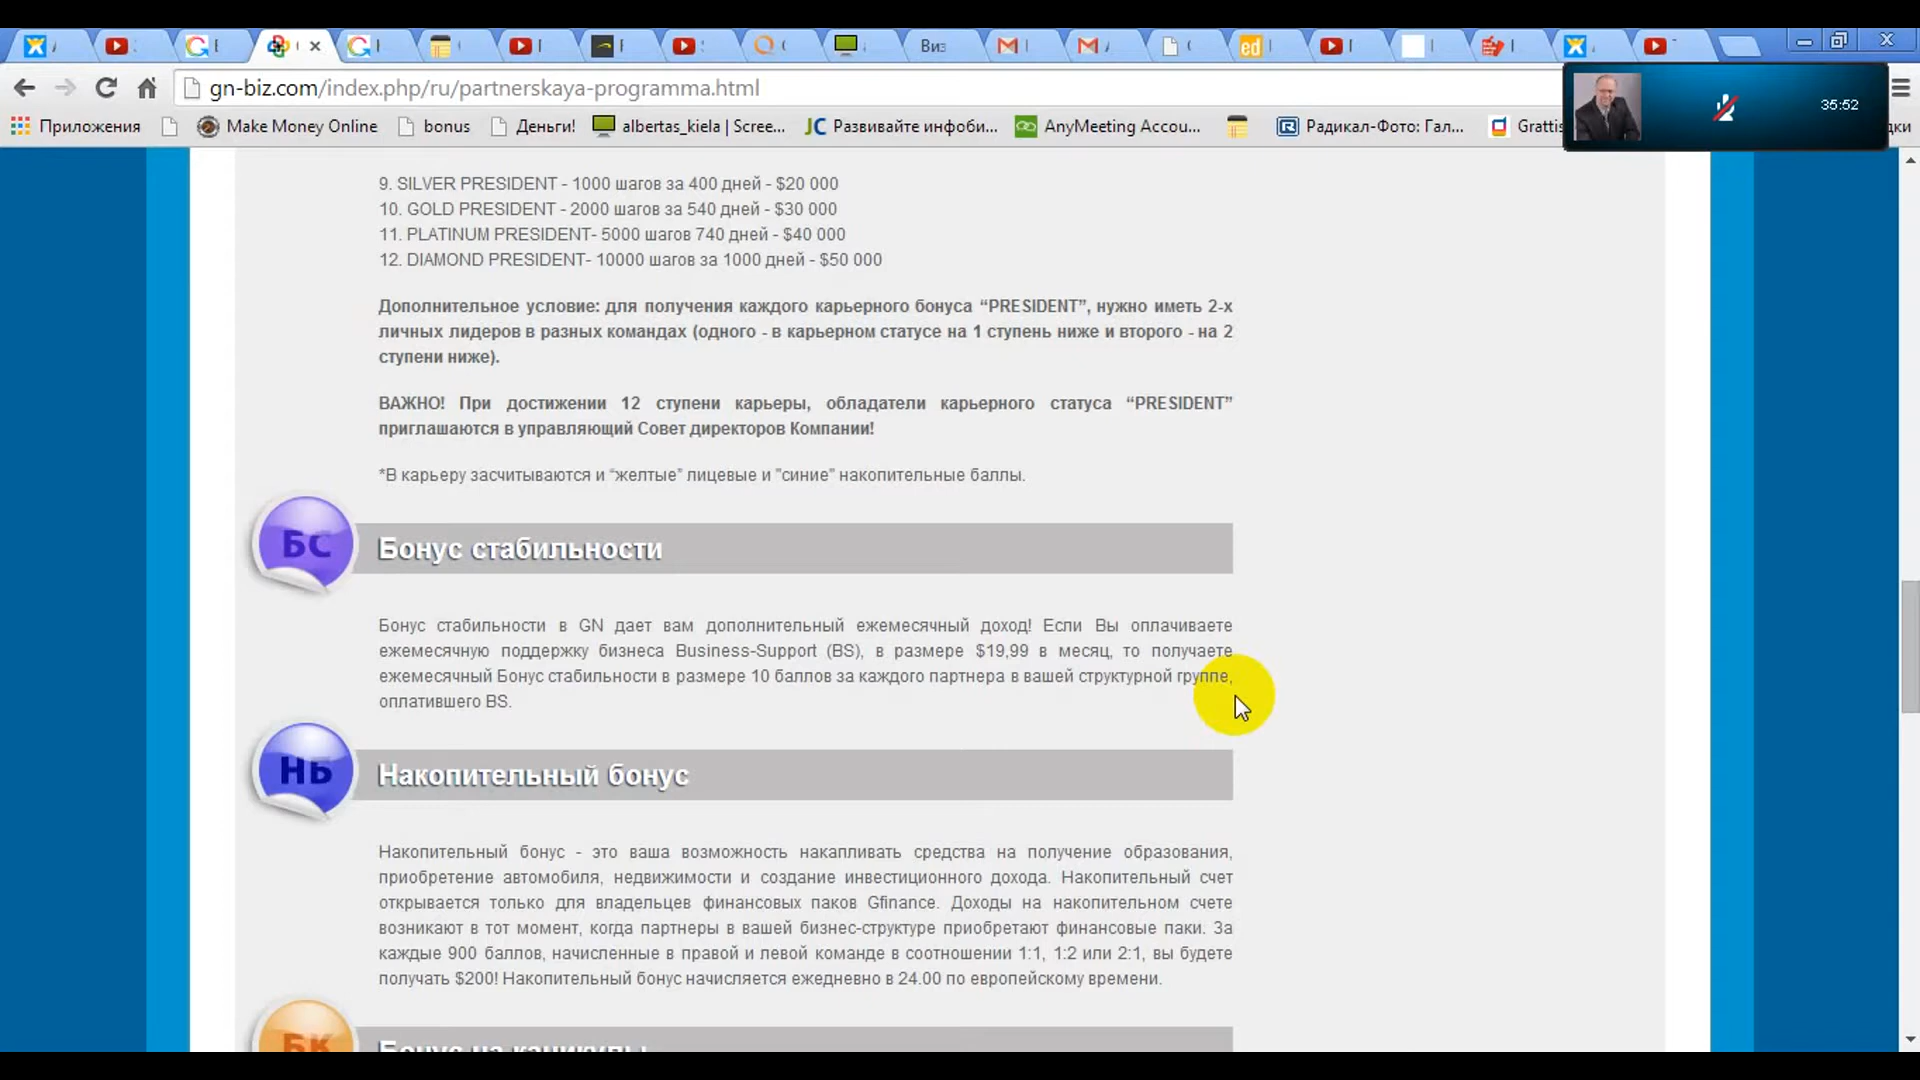 Виз
ed
gn-biz.com/index.php/ru/partnerskaya-programma.html
35:52
Приложения
Make Money Online
bonus
Деньги!
albertas_kiela | Scree...
JC Развивайте инфоби...
AnyMeeting Accou...
Радикал-Фото: Гал...
Grattis
9. SILVER PRESIDENT - 1000 шагов за 400 дней - $20 000
10. GOLD PRESIDENT - 2000 шагов за 540 дней - $30 000
11. PLATINUM PRESIDENT- 5000 шагов 740 дней - $40 000
12. DIAMOND PRESIDENT- 10000 шагов за 1000 дней - $50 000
Дополнительное условие: для получения каждого карьерного бонуса “PRESIDENT”, нужно иметь 2-х
личных лидеров в разных командах (одного - в карьерном статусе на 1 ступень ниже и второго - на 2
ступени ниже).
ВАЖНО! При достижении 12 ступени карьеры, обладатели карьерного статуса “PRESIDENT”
приглашаются в управляющий Совет директоров Компании!
*В карьеру засчитываются и “желтые” лицевые и "синие" накопительные баллы.
БС
Бонус стабильности
Бонус стабильности в GN дает вам дополнительный ежемесячный доход! Если Вы оплачиваете
ежемесячную поддержку бизнеса Business-Support (BS), в размере $19,99 в месяц, то получаете
ежемесячный Бонус стабильности в размере 10 баллов за каждого партнера в вашей структурной группе,
оплатившего BS.
НБ
Накопительный бонус
Накопительный бонус - это ваша возможность накапливать средства на получение образования,
приобретение автомобиля, недвижимости и создание инвестиционного дохода. Накопительный счет
открывается только для владельцев финансовых паков Gfinance. Доходы на накопительном счете
возникают в тот момент, когда партнеры в вашей бизнес-структуре приобретают финансовые паки. За
каждые 900 баллов, начисленные в правой и левой команде в соотношении 1:1, 1:2 или 2:1, вы будете
получать $200! Накопительный бонус начисляется ежедневно в 24.00 по европейскому времени.
БК
Бонус на каникулы